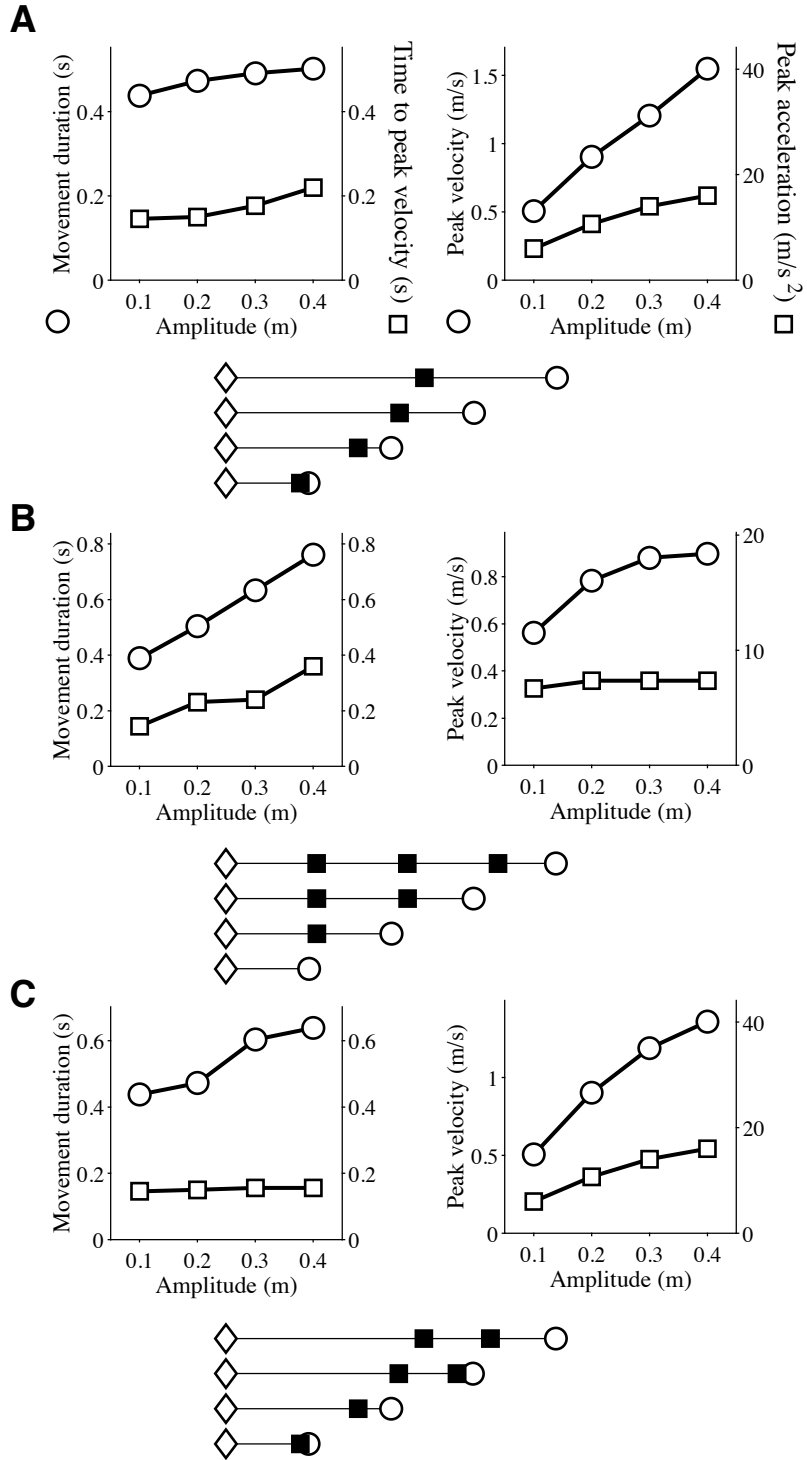 A
Movement duration (s)
0.4
0.2
0
0.1 0.2 0.3 0.4
Amplitude (m)
0.4
0.2
0
Time to peak velocity (s)
Peak velocity (m/s)
1.5
1
0.5
0
0.1 0.2 0.3 0.4
Amplitude (m)
40
20
0
Peak acceleration (m/s²)
B
Movement duration (s)
0.8
0.6
0.4
0.2
0
0.1 0.2 0.3 0.4
Amplitude (m)
0.8
0.6
0.4
0.2
0
Peak velocity (m/s)
0.8
0.6
0.4
0.2
0
0.1 0.2 0.3 0.4
Amplitude (m)
20
10
0
C
Movement duration (s)
0.6
0.4
0.2
0
0.1 0.2 0.3 0.4
Amplitude (m)
0.6
0.4
0.2
0
Peak velocity (m/s)
1
0.5
0
0.1 0.2 0.3 0.4
Amplitude (m)
40
20
0